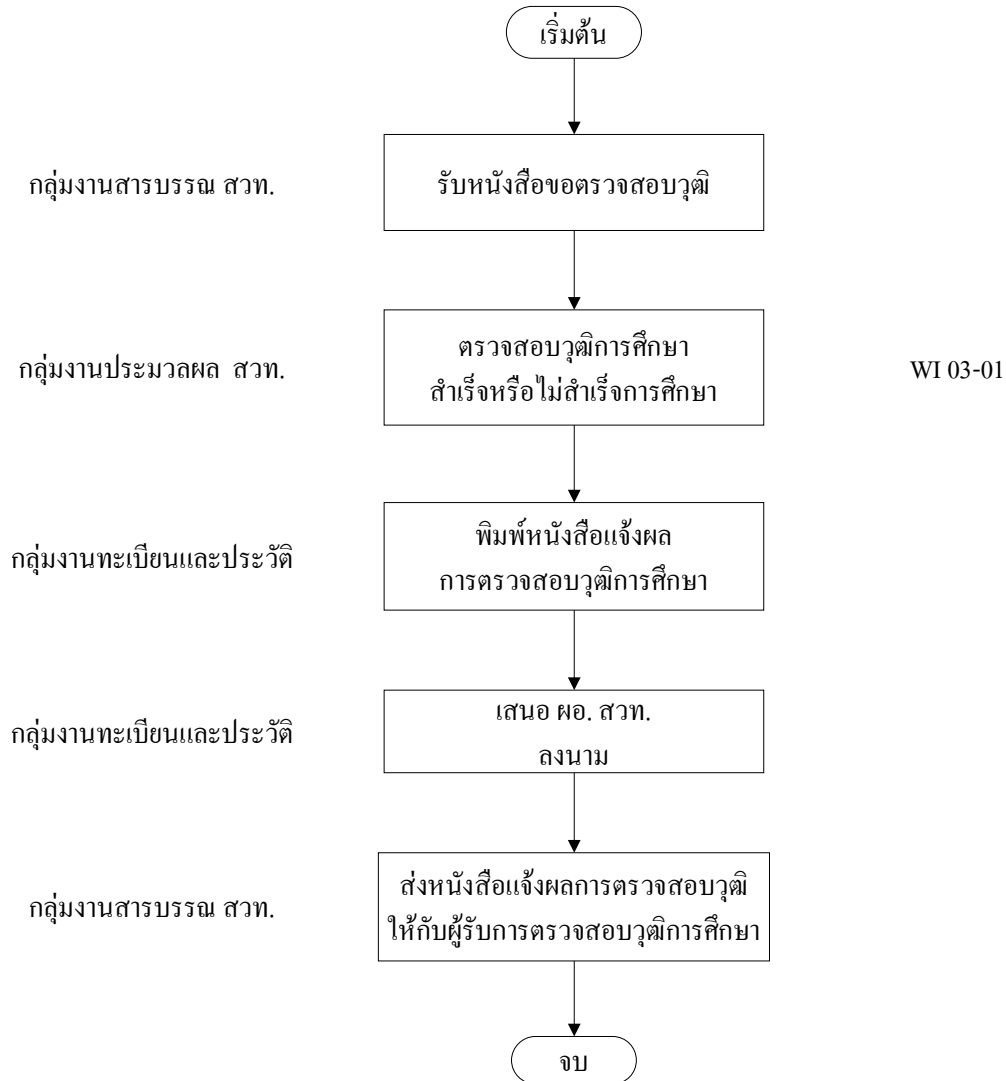 เริ่มต้น
กลุ่มงานสารบรรณ สวท.
รับหนังสือขอตรวจสอบวุฒิ
กลุ่มงานประมวลผล สวท.
ตรวจสอบวุฒิการศึกษา
สำเร็จหรือไม่สำเร็จการศึกษา
WI 03-01
กลุ่มงานทะเบียนและประวัติ
พิมพ์หนังสือแจ้งผล
การตรวจสอบวุฒิการศึกษา
กลุ่มงานทะเบียนและประวัติ
เสนอ ผอ. สวท.
ลงนาม
กลุ่มงานสารบรรณ สวท.
ส่งหนังสือแจ้งผลการตรวจสอบวุฒิ
ให้กับผู้รับการตรวจสอบวุฒิการศึกษา
จบ